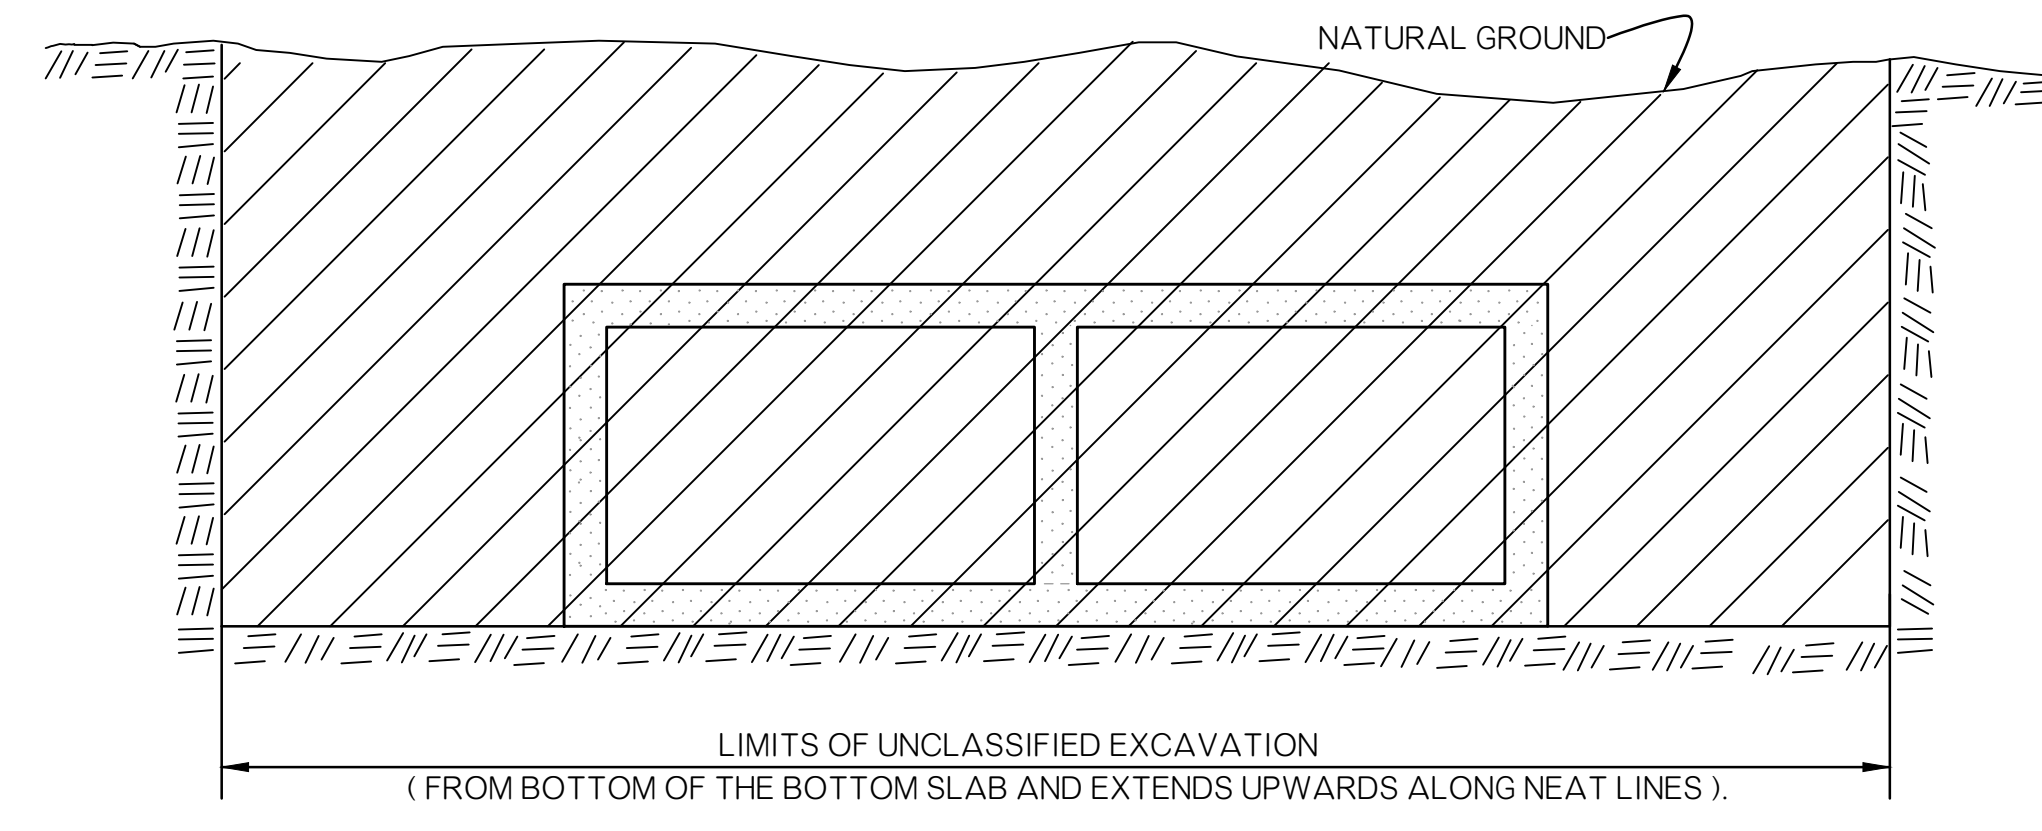 NATURAL GROUND
LIMITS OF UNCLASSIFIED EXCAVATION
( FROM BOTTOM OF THE BOTTOM SLAB AND EXTENDS UPWARDS ALONG NEAT LINES ).